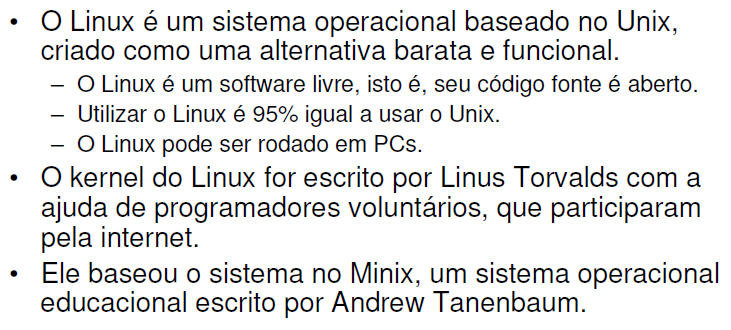 • O Linux é um sistema operacional baseado no Unix,
criado como uma alternativa barata e funcional.
– O Linux é um software livre, isto é, seu código fonte é aberto.
– Utilizar o Linux é 95% igual a usar o Unix.
– O Linux pode ser rodado em PCs.
• O kernel do Linux for escrito por Linus Torvalds com a
ajuda de programadores voluntários, que participaram
pela internet.
• Ele baseou o sistema no Minix, um sistema operacional
educacional escrito por Andrew Tanenbaum.